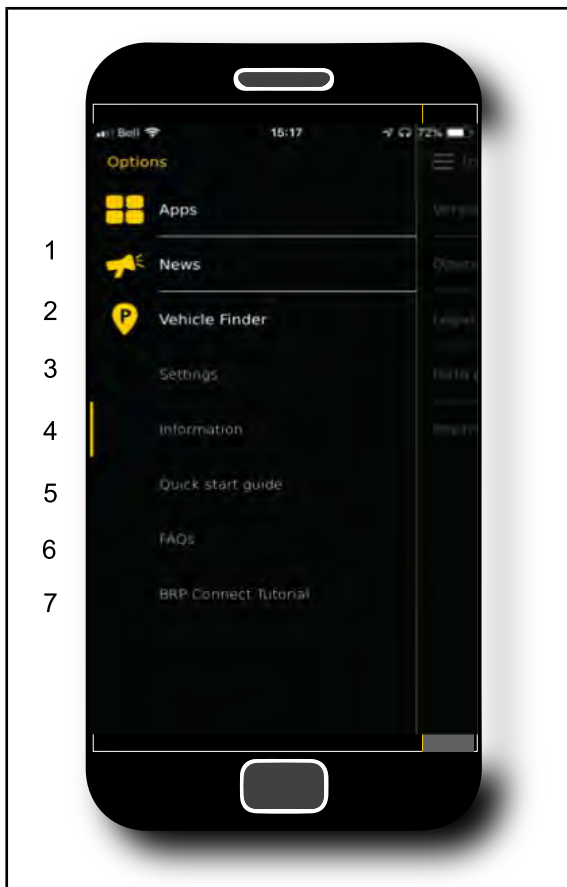 Bell 15:17 72%
Options
Apps
1 News
2 P Vehicle Finder
3 Settings
4 Information
5 Quick start guide
6 FAQs
7 BRP Connect Tutorial